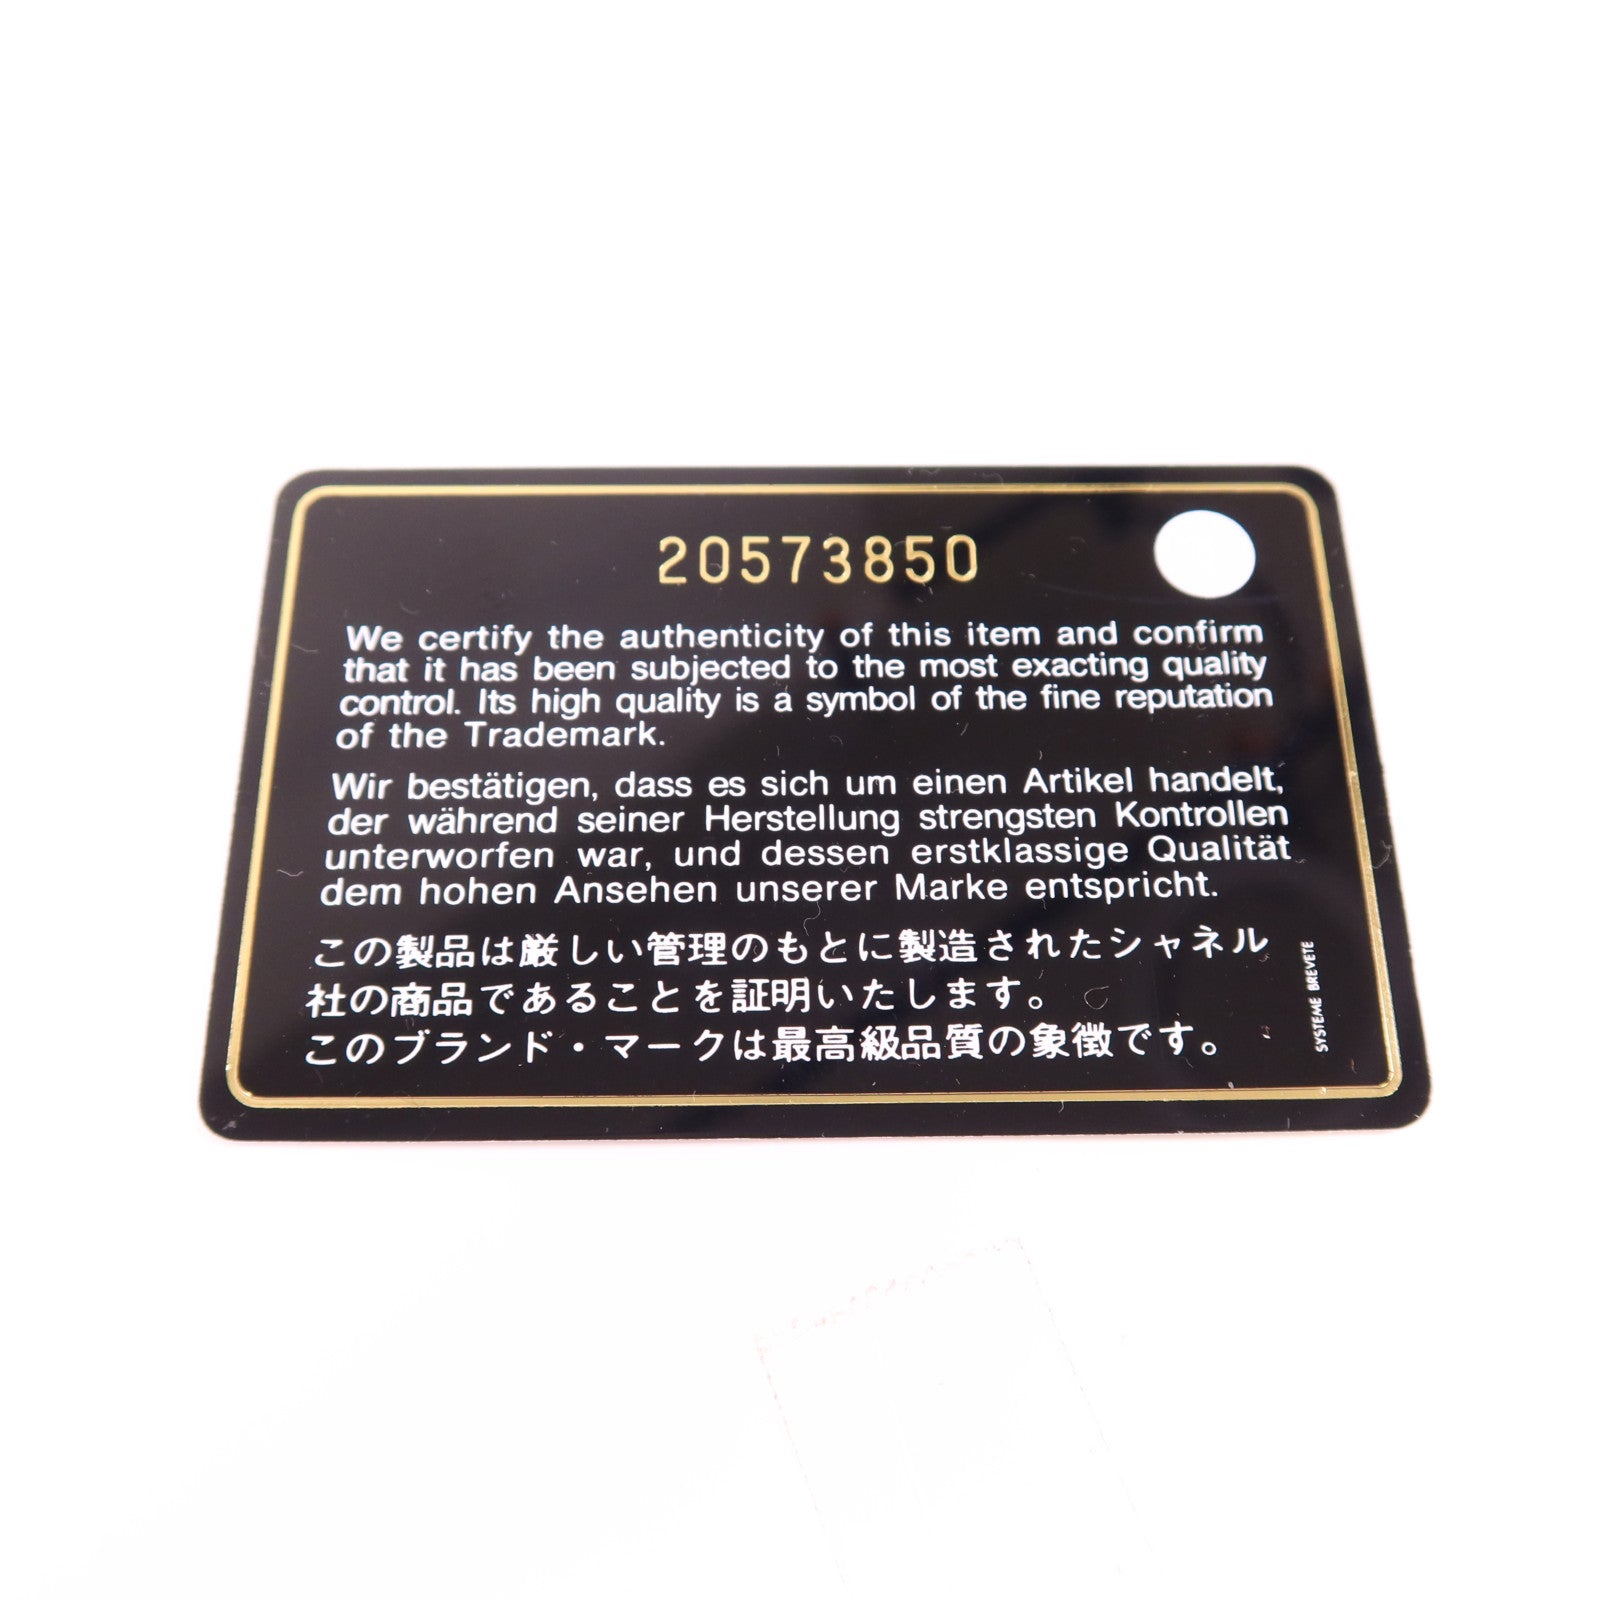 20573850
We certify the authenticity of this item and confirm
that it has been subjected to the most exacting quality
control. Its high quality is a symbol of the fine reputation
of the Trademark.
Wir bestätigen, dass es sich um einen Artikel handelt,
der während seiner Herstellung strengsten Kontrollen
unterworfen war, und dessen erstklassige Qualität
dem hohen Ansehen unserer Marke entspricht.
この製品は厳しい管理のもとに製造されたシャネル
社の商品であることを証明いたします。
このブランド・マークは最高級品質の象徴です。
SYSTEME BREVETE